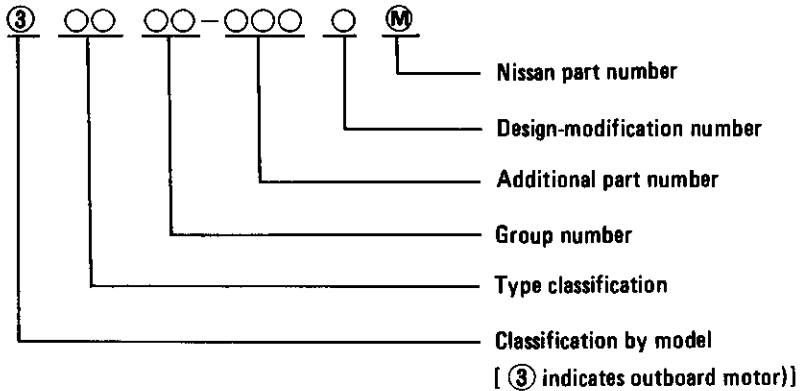 ③ ○○ ○○-○○○ ○ Ⓜ
Nissan part number
Design-modification number
Additional part number
Group number
Type classification
Classification by model
[ ③ indicates outboard motor)]